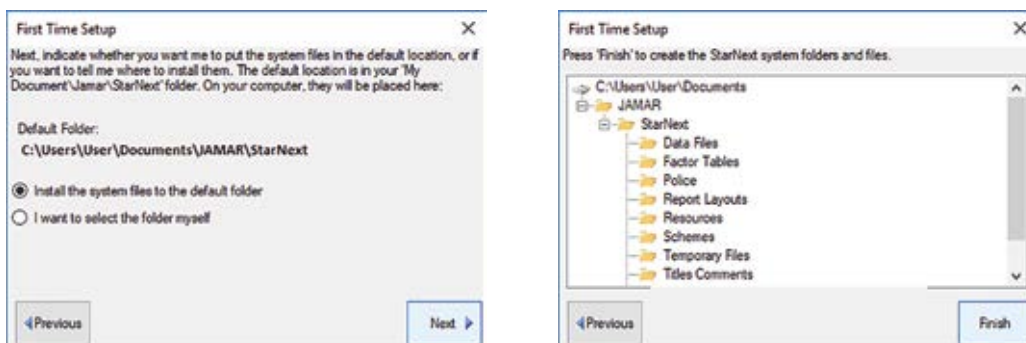 First Time Setup
Next, indicate whether you want me to put the system files in the default location, or if
you want to tell me where to install them. The default location is in your 'My
Document'\Jamar\StarNext' folder. On your computer, they will be placed here:
Default Folder:
C:\Users\User\Documents\JAMAR\StarNext
Install the system files to the default folder
I want to select the folder myself
Previous
Next
First Time Setup
Press 'Finish' to create the StarNext system folders and files.
C:\Users\User\Documents
JAMAR
StarNext
Data Files
Factor Tables
Police
Report Layouts
Resources
Schemes
Temporary Files
Titles Comments
Previous
Finish